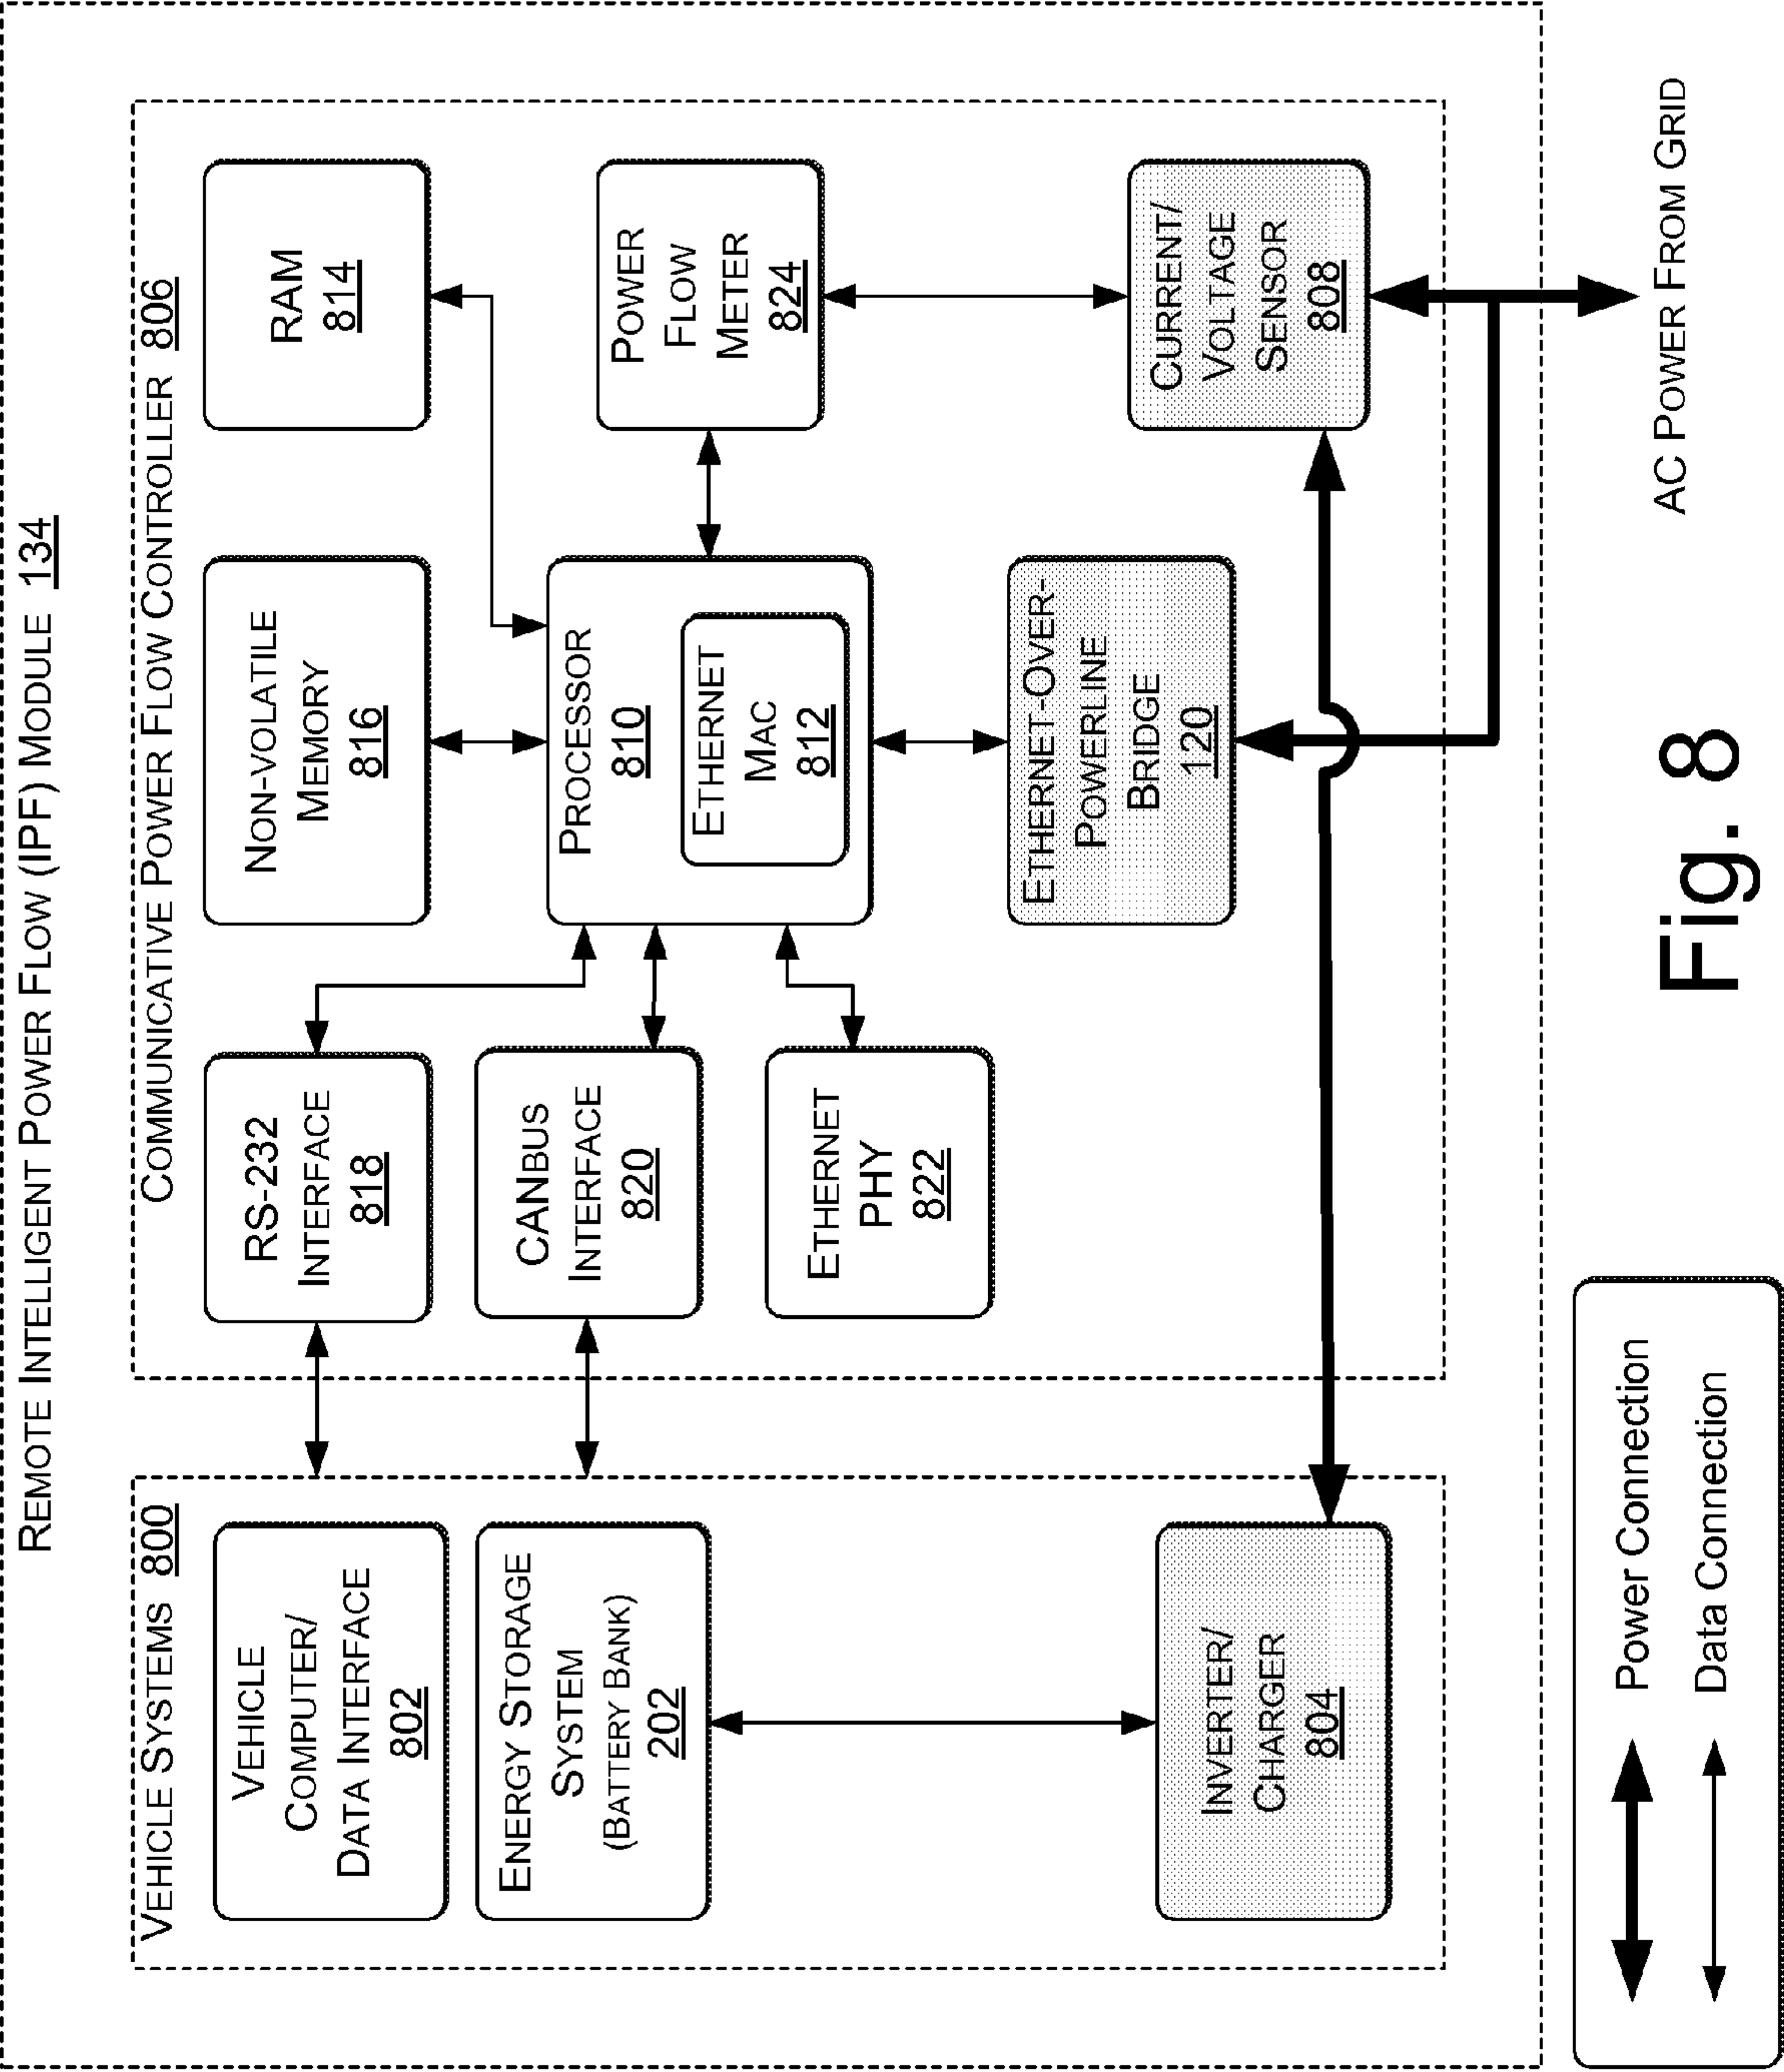 REMOTE INTELLIGENT POWER FLOW (IPF) MODULE 134
VEHICLE SYSTEMS 800
VEHICLE
COMPUTER/
DATA INTERFACE
802
ENERGY STORAGE
SYSTEM
(BATTERY BANK)
202
INVERTER/
CHARGER
804
COMMUNICATIVE POWER FLOW CONTROLLER 806
RS-232
INTERFACE
818
CANBUS
INTERFACE
820
ETHERNET
PHY
822
NON-VOLATILE
MEMORY
816
PROCESSOR
810
ETHERNET
MAC
812
ETHERNET-OVER-
POWERLINE
BRIDGE
120
RAM
814
POWER
FLOW
METER
824
CURRENT/
VOLTAGE
SENSOR
808
AC POWER FROM GRID
Power Connection
Data Connection
Fig. 8